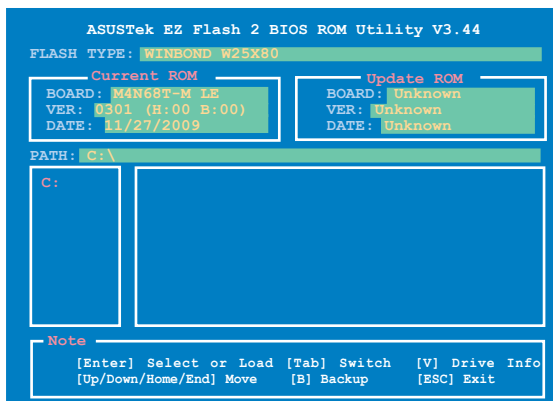 ASUSTek EZ Flash 2 BIOS ROM Utility V3.44
FLASH TYPE: WINBOND W25X80
Current ROM
BOARD: M4N68T-M LE
VER: 0301 (H:00 B:00)
DATE: 11/27/2009
Update ROM
BOARD: Unknown
VER: Unknown
DATE: Unknown
PATH: C:\
C:
Note
[Enter] Select or Load [Tab] Switch [V] Drive Info
[Up/Down/Home/End] Move [B] Backup [ESC] Exit